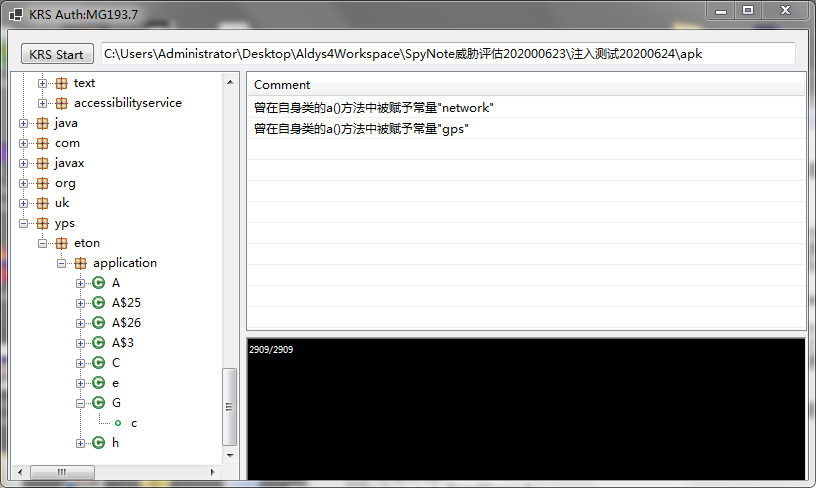 KRS Auth:MG193.7
KRS Start
C:\Users\Administrator\Desktop\Aldys4Workspace\SpyNote威胁评估202000623\注入测试20200624\apk
text
accessibilityservice
java
com
javax
org
uk
yps
eton
application
A
A$25
A$26
A$3
C
e
G
c
h
Comment
曾在自身类的a()方法中被赋予常量"network"
曾在自身类的a()方法中被赋予常量"gps"
2909/2909